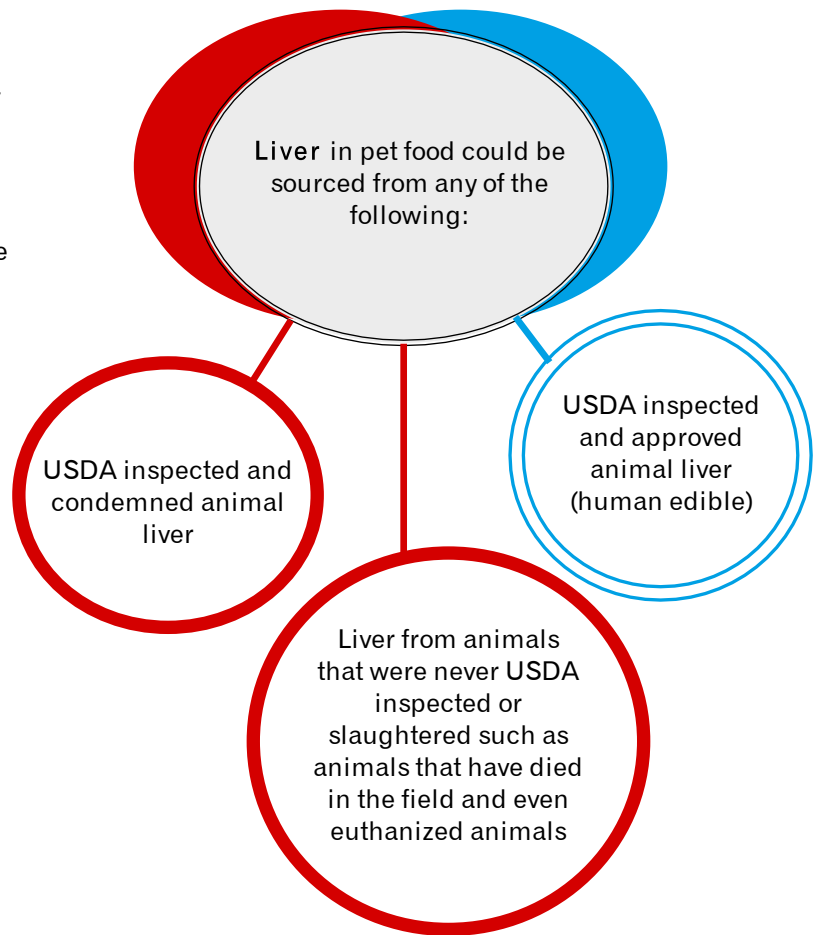 Liver in pet food could be
sourced from any of the
following:
USDA inspected and
condemned animal
liver
USDA inspected
and approved
animal liver
(human edible)
Liver from animals
that were never USDA
inspected or
slaughtered such as
animals that have died
in the field and even
euthanized animals